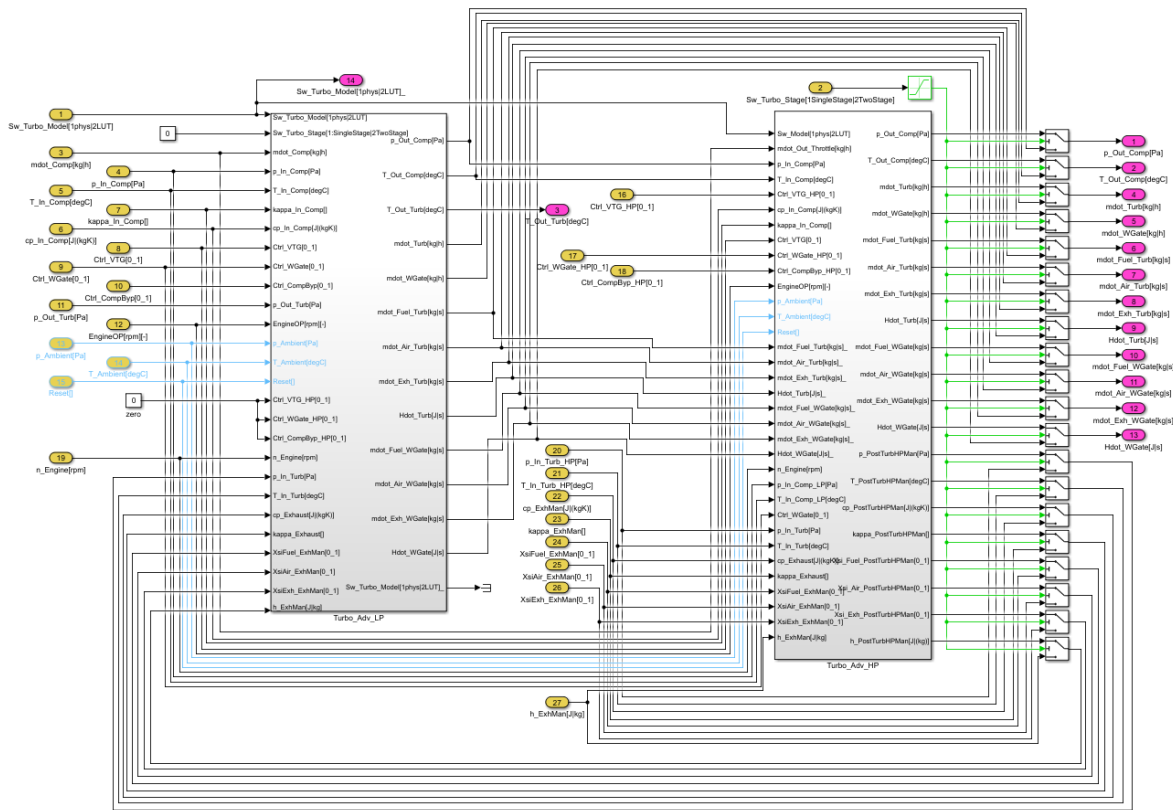 14
Sw_Turbo_Model[1phys|2LUT]_
1
Sw_Turbo_Model[1phys|2LUT]
0
3
mdot_Comp[kg|h]
4
p_In_Comp[Pa]
5
T_In_Comp[degC]
7
kappa_In_Comp[]
6
cp_In_Comp[J|(kgK)]
8
Ctrl_VTG[0_1]
9
Ctrl_WGate[0_1]
10
Ctrl_CompByp[0_1]
11
p_Out_Turb[Pa]
12
EngineOP[rpm][-]
13
p_Ambient[Pa]
14
T_Ambient[degC]
15
Reset[]
0
zero
19
n_Engine[rpm]
Sw_Turbo_Model[1phys|2LUT]
Sw_Turbo_Stage[1:SingleStage|2TwoStage]
mdot_Comp[kg|h]
p_In_Comp[Pa]
T_In_Comp[degC]
kappa_In_Comp[]
cp_In_Comp[J|(kgK)]
Ctrl_VTG[0_1]
Ctrl_WGate[0_1]
Ctrl_CompByp[0_1]
p_Out_Turb[Pa]
EngineOP[rpm][-]
p_Ambient[Pa]
T_Ambient[degC]
Reset[]
Ctrl_VTG_HP[0_1]
Ctrl_WGate_HP[0_1]
Ctrl_CompByp_HP[0_1]
n_Engine[rpm]
p_In_Turb[Pa]
T_In_Turb[degC]
cp_Exhaust[J|(kgK)]
kappa_Exhaust[]
XsiFuel_ExhMan[0_1]
XsiAir_ExhMan[0_1]
XsiExh_ExhMan[0_1]
h_ExhMan[J|kg]
p_Out_Comp[Pa]
T_Out_Comp[degC]
T_Out_Turb[degC]
mdot_Turb[kg|h]
mdot_WGate[kg|h]
mdot_Fuel_Turb[kg|s]
mdot_Air_Turb[kg|s]
mdot_Exh_Turb[kg|s]
Hdot_Turb[J|s]
mdot_Fuel_WGate[kg|s]
mdot_Air_WGate[kg|s]
mdot_Exh_WGate[kg|s]
Hdot_WGate[J|s]
Sw_Turbo_Model[1phys|2LUT]_
Turbo_Adv_LP
3
T_Out_Turb[degC]
2
Sw_Turbo_Stage[1SingleStage|2TwoStage]
16
Ctrl_VTG_HP[0_1]
17
Ctrl_WGate_HP[0_1]
18
Ctrl_CompByp_HP[0_1]
20
p_In_Turb_HP[Pa]
21
T_In_Turb_HP[degC]
22
cp_ExhMan[J|(kgK)]
23
kappa_ExhMan[]
24
XsiFuel_ExhMan[0_1]
25
XsiAir_ExhMan[0_1]
26
XsiExh_ExhMan[0_1]
27
h_ExhMan[J|kg]
Sw_Model[1phys|2LUT]
mdot_Out_Throttle[kg|h]
p_In_Comp[Pa]
T_In_Comp[degC]
Ctrl_VTG_HP[0_1]
cp_In_Comp[J|(kgK)]
kappa_In_Comp[]
Ctrl_VTG[0_1]
Ctrl_WGate_HP[0_1]
Ctrl_CompByp_HP[0_1]
EngineOP[rpm][-]
p_Ambient[Pa]
T_Ambient[degC]
Reset[]
mdot_Fuel_Turb[kg|s]_
mdot_Air_Turb[kg|s]_
mdot_Exh_Turb[kg|s]_
Hdot_Turb[J|s]_
mdot_Fuel_WGate[kg|s]_
mdot_Air_WGate[kg|s]_
mdot_Exh_WGate[kg|s]_
Hdot_WGate[J|s]_
n_Engine[rpm]
p_In_Comp_LP[Pa]
T_In_Comp_LP[degC]
Ctrl_WGate[0_1]
p_In_Turb[Pa]
T_In_Turb[degC]
cp_Exhaust[J|(kgK)]
kappa_Exhaust[]
XsiFuel_ExhMan[0_1]
XsiAir_ExhMan[0_1]
XsiExh_ExhMan[0_1]
h_ExhMan[J|kg]
p_Out_Comp[Pa]
T_Out_Comp[degC]
mdot_Turb[kg|h]
mdot_WGate[kg|h]
mdot_Fuel_Turb[kg|s]
mdot_Air_Turb[kg|s]
mdot_Exh_Turb[kg|s]
Hdot_Turb[J|s]
mdot_Fuel_WGate[kg|s]
mdot_Air_WGate[kg|s]
mdot_Exh_WGate[kg|s]
Hdot_WGate[J|s]
p_PostTurbHPMan[Pa]
T_PostTurbHPMan[degC]
cp_PostTurbHPMan[J|(kgK)]
kappa_PostTurbHPMan[]
Xsi_Fuel_PostTurbHPMan[0_1]
Xsi_Air_PostTurbHPMan[0_1]
Xsi_Exh_PostTurbHPMan[0_1]
h_PostTurbHPMan[J|(kg)]
Turbo_Adv_HP
1
p_Out_Comp[Pa]
2
T_Out_Comp[degC]
4
mdot_Turb[kg|h]
5
mdot_WGate[kg|h]
6
mdot_Fuel_Turb[kg|s]
7
mdot_Air_Turb[kg|s]
8
mdot_Exh_Turb[kg|s]
9
Hdot_Turb[J|s]
10
mdot_Fuel_WGate[kg|s]
11
mdot_Air_WGate[kg|s]
12
mdot_Exh_WGate[kg|s]
13
Hdot_WGate[J|s]